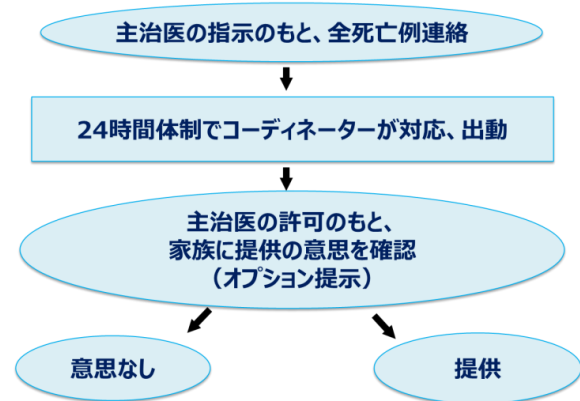 主治医の指示のもと、全死亡例連絡
24時間体制でコーディネーターが対応、出動
主治医の許可のもと、
家族に提供の意思を確認
（オプション提示）
意思なし
提供